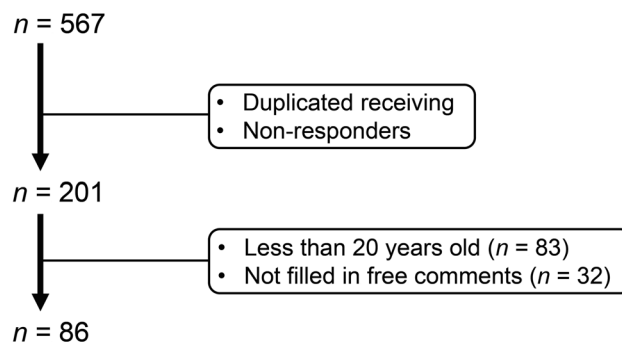 n = 567
• Duplicated receiving
• Non-responders
n = 201
• Less than 20 years old (n = 83)
• Not filled in free comments (n = 32)
n = 86